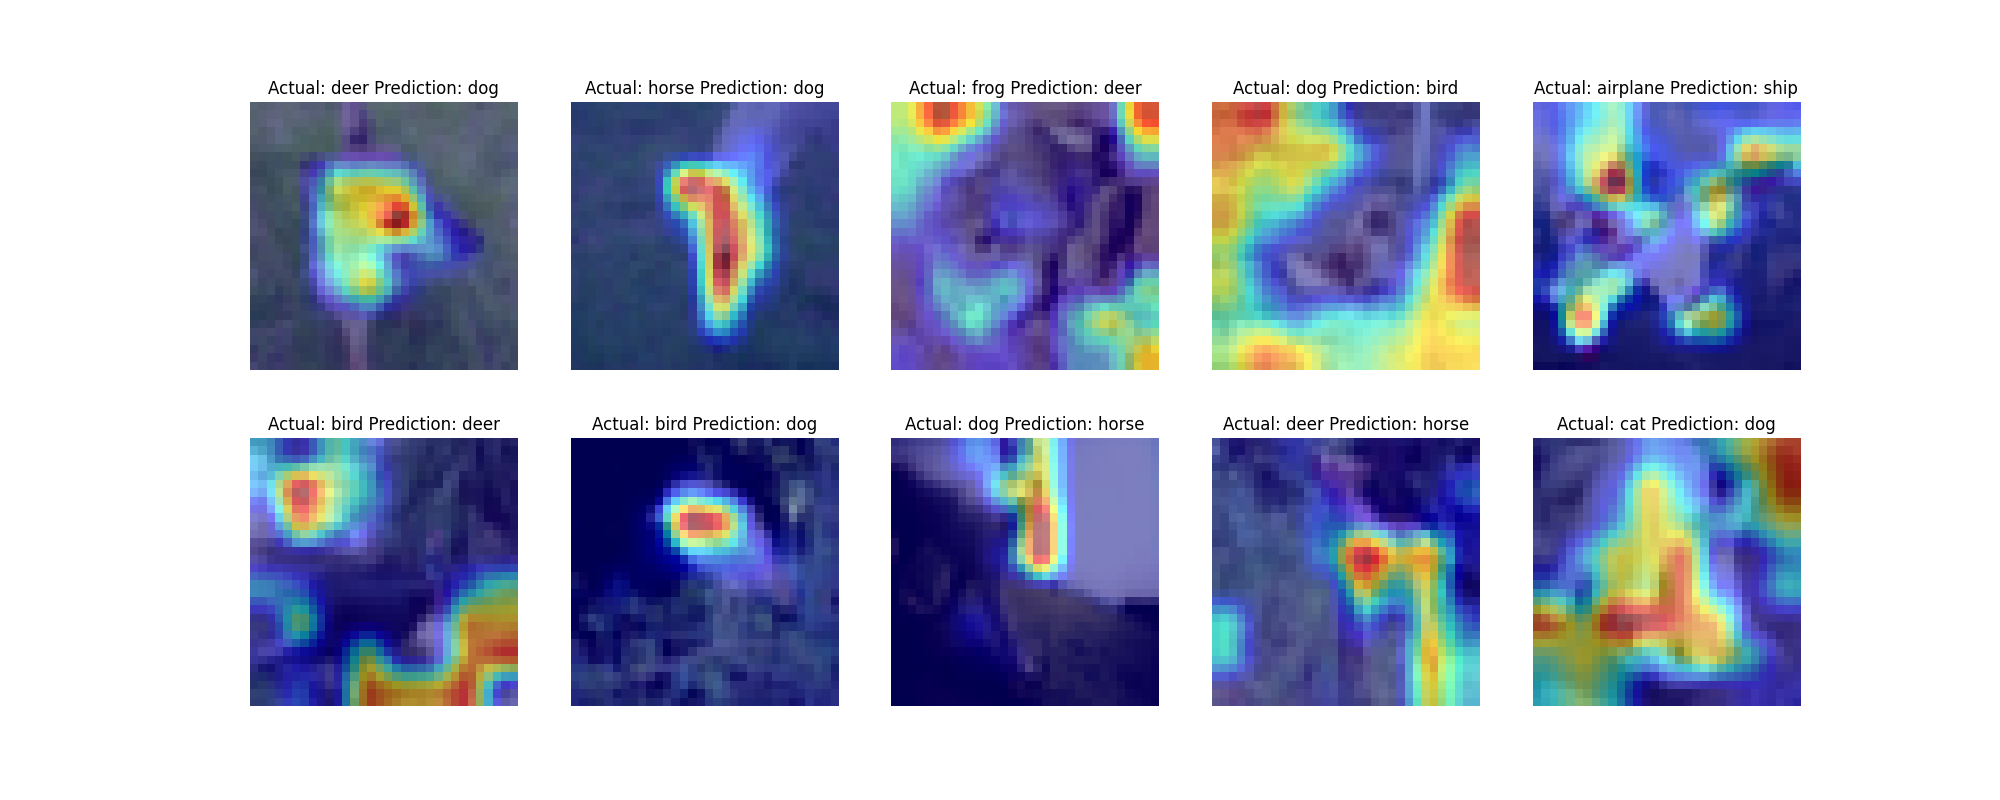 Actual: deer Prediction: dog
Actual: horse Prediction: dog
Actual: frog Prediction: deer
Actual: dog Prediction: bird
Actual: airplane Prediction: ship
Actual: bird Prediction: deer
Actual: bird Prediction: dog
Actual: dog Prediction: horse
Actual: deer Prediction: horse
Actual: cat Prediction: dog